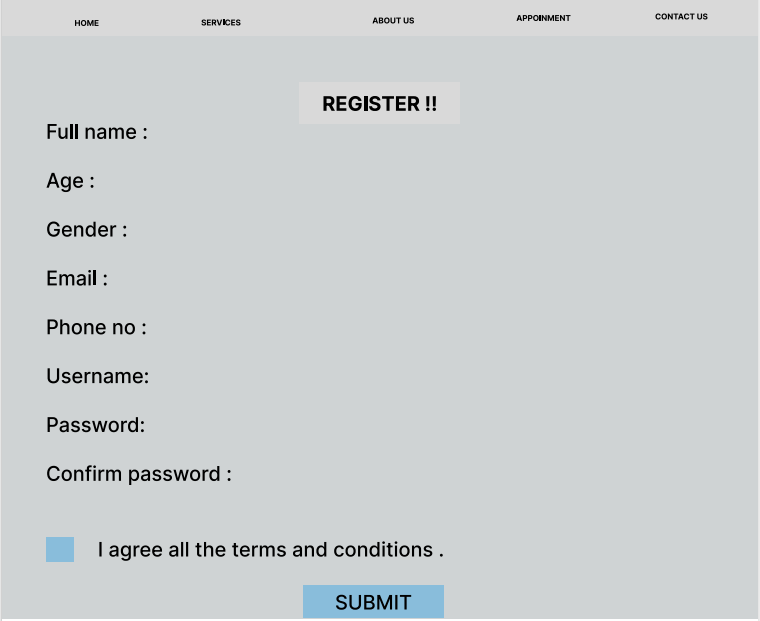 HOME SERVICES ABOUT US APPOINMENT CONTACT US
REGISTER !!
Full name :
Age :
Gender :
Email :
Phone no :
Username:
Password:
Confirm password :
I agree all the terms and conditions .
SUBMIT